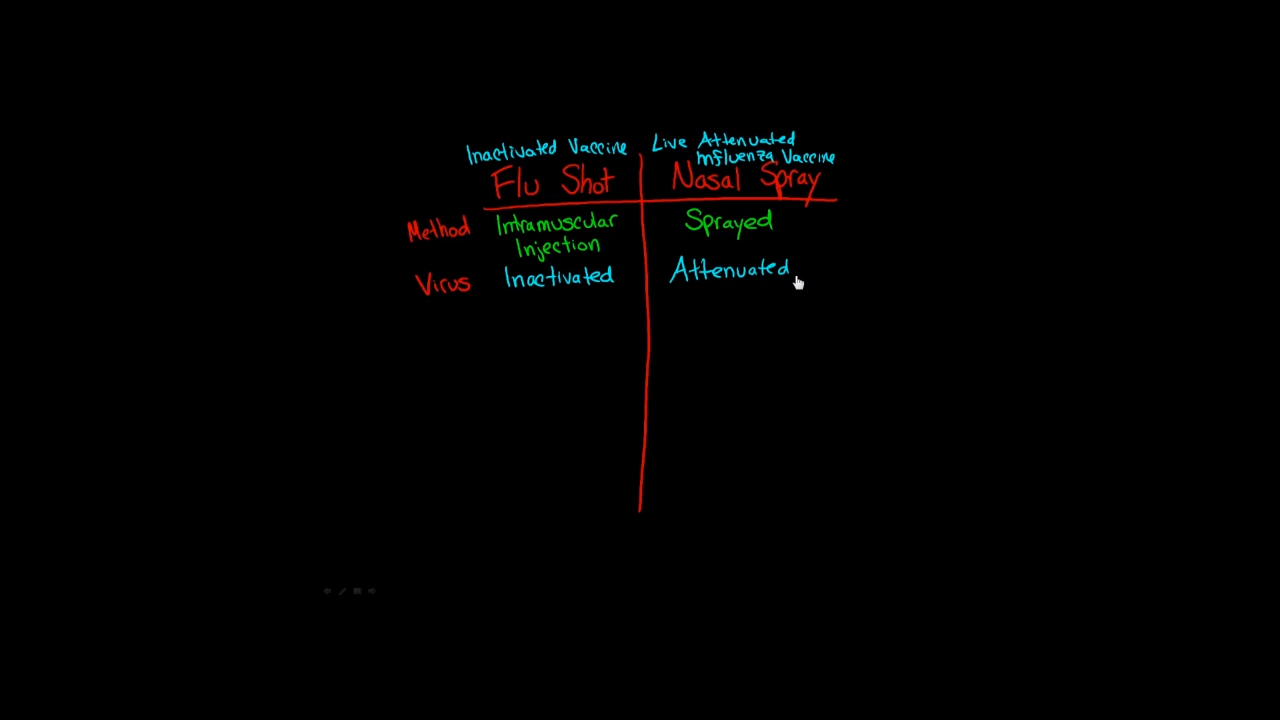 Inactivated Vaccine
Live Attenuated
Influenza Vaccine
Flu Shot
Nasal Spray
Method
Intramuscular
Injection
Sprayed
Virus
Inactivated
Attenuated